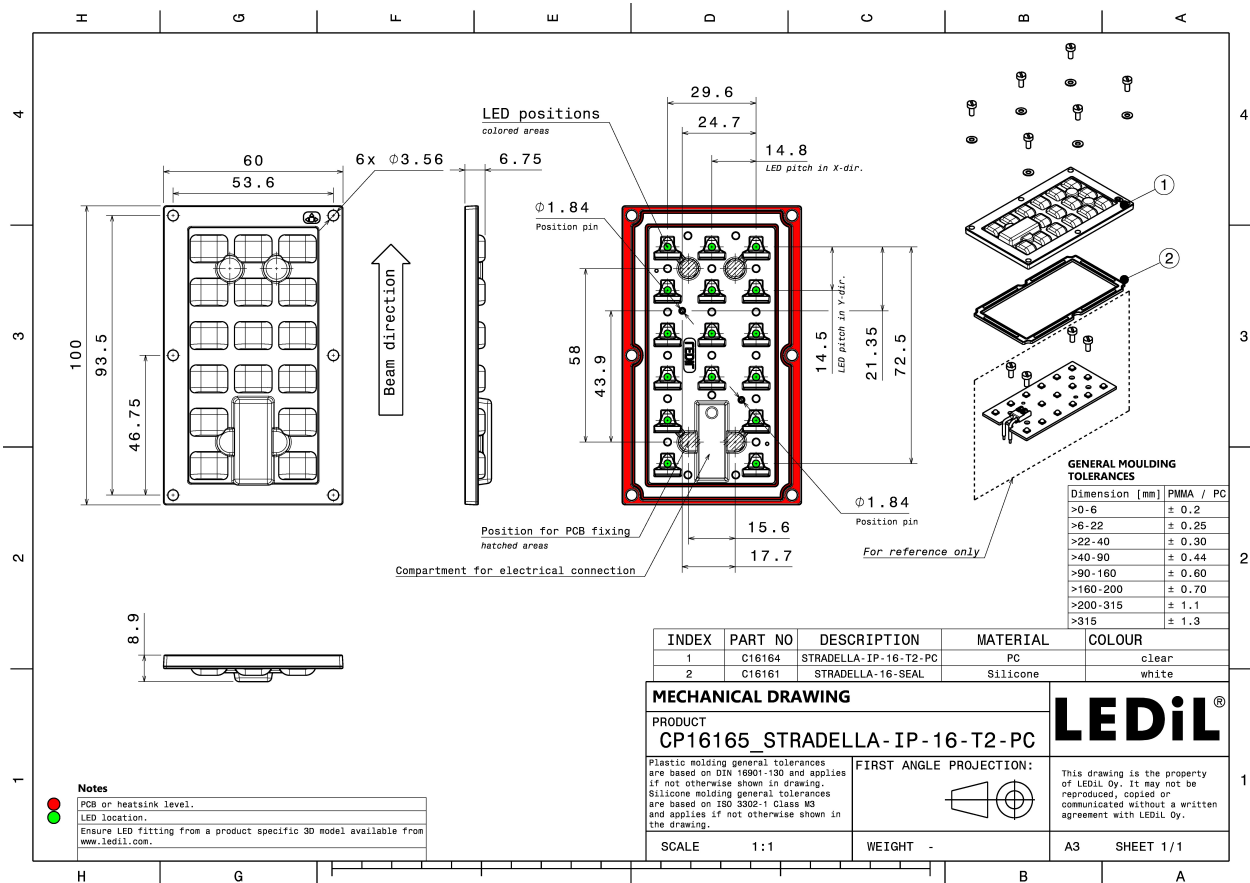 H G F E D C B A
4
4
3
3
2
2
1
1
60
53.6
6x Ø3.56
6.75
100
93.5
46.75
Beam direction
8.9
LED positions
colored areas
29.6
24.7
14.8
LED pitch in X-dir.
Ø1.84
Position pin
58
43.9
LEDiL
14.5
LED pitch in Y-dir.
21.35
72.5
Ø1.84
Position pin
15.6
17.7
Position for PCB fixing
hatched areas
Compartment for electrical connection
1
2
For reference only
GENERAL MOULDING
TOLERANCES
Dimension [mm] PMMA / PC
>0-6 ± 0.2
>6-22 ± 0.25
>22-40 ± 0.30
>40-90 ± 0.44
>90-160 ± 0.60
>160-200 ± 0.70
>200-315 ± 1.1
>315 ± 1.3
INDEX PART NO DESCRIPTION MATERIAL COLOUR
1 C16164 STRADELLA-IP-16-T2-PC PC clear
2 C16161 STRADELLA-16-SEAL Silicone white
MECHANICAL DRAWING
PRODUCT
CP16165_STRADELLA-IP-16-T2-PC
LEDiL®
Plastic molding general tolerances
are based on DIN 16901-130 and applies
if not otherwise shown in drawing.
Silicone molding general tolerances
are based on ISO 3302-1 Class M3
and applies if not otherwise shown in
the drawing.
FIRST ANGLE PROJECTION:
This drawing is the property
of LEDiL Oy. It may not be
reproduced, copied or
communicated without a written
agreement with LEDiL Oy.
SCALE 1:1
WEIGHT -
A3 SHEET 1/1
Notes
PCB or heatsink level.
LED location.
Ensure LED fitting from a product specific 3D model available from
www.ledil.com.
H G B A